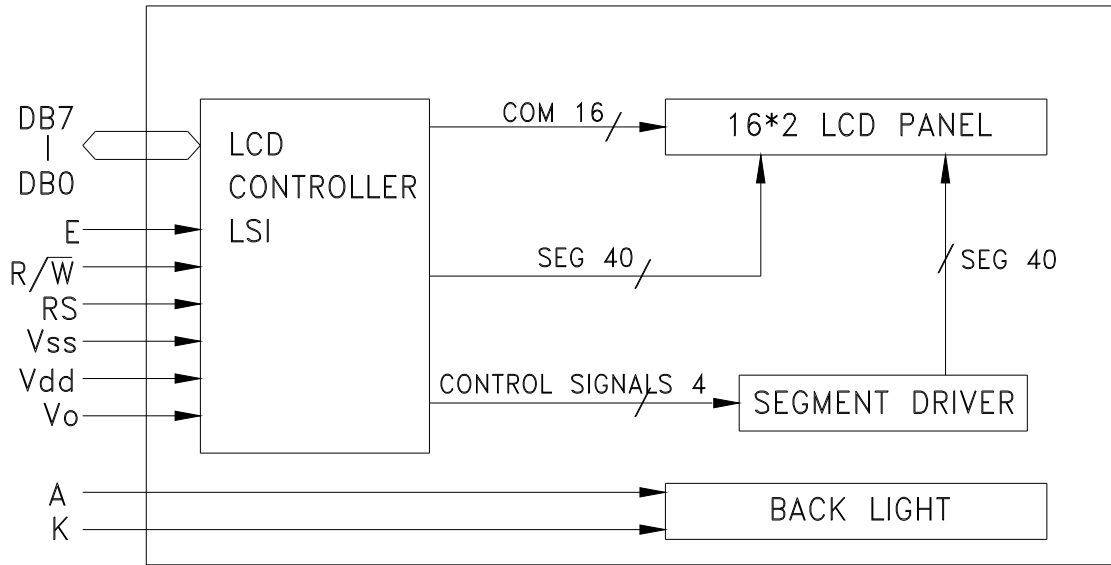 DB7
DB0
E
R/W̅
RS
Vss
Vdd
Vo
A
K
LCD
CONTROLLER
LSI
COM 16
16*2 LCD PANEL
SEG 40
SEG 40
CONTROL SIGNALS 4
SEGMENT DRIVER
BACK LIGHT